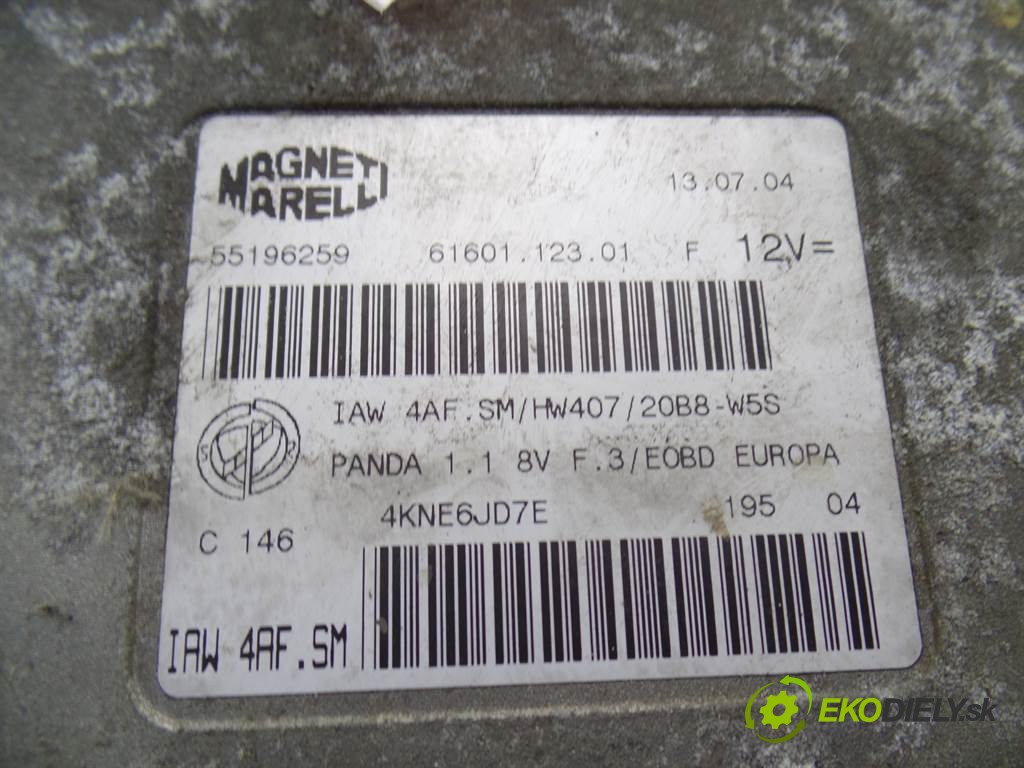 MAGNETI
MARELLI
13.07.04
55196259 61601.123.01 F 12V=
IAW 4AF.SM/HW407/20B8-W5S
PANDA 1.1 8V F.3/EOBD EUROPA
4KNE6JD7E 195 04
C 146
IAW 4AF.SM
EKODIELY.sk